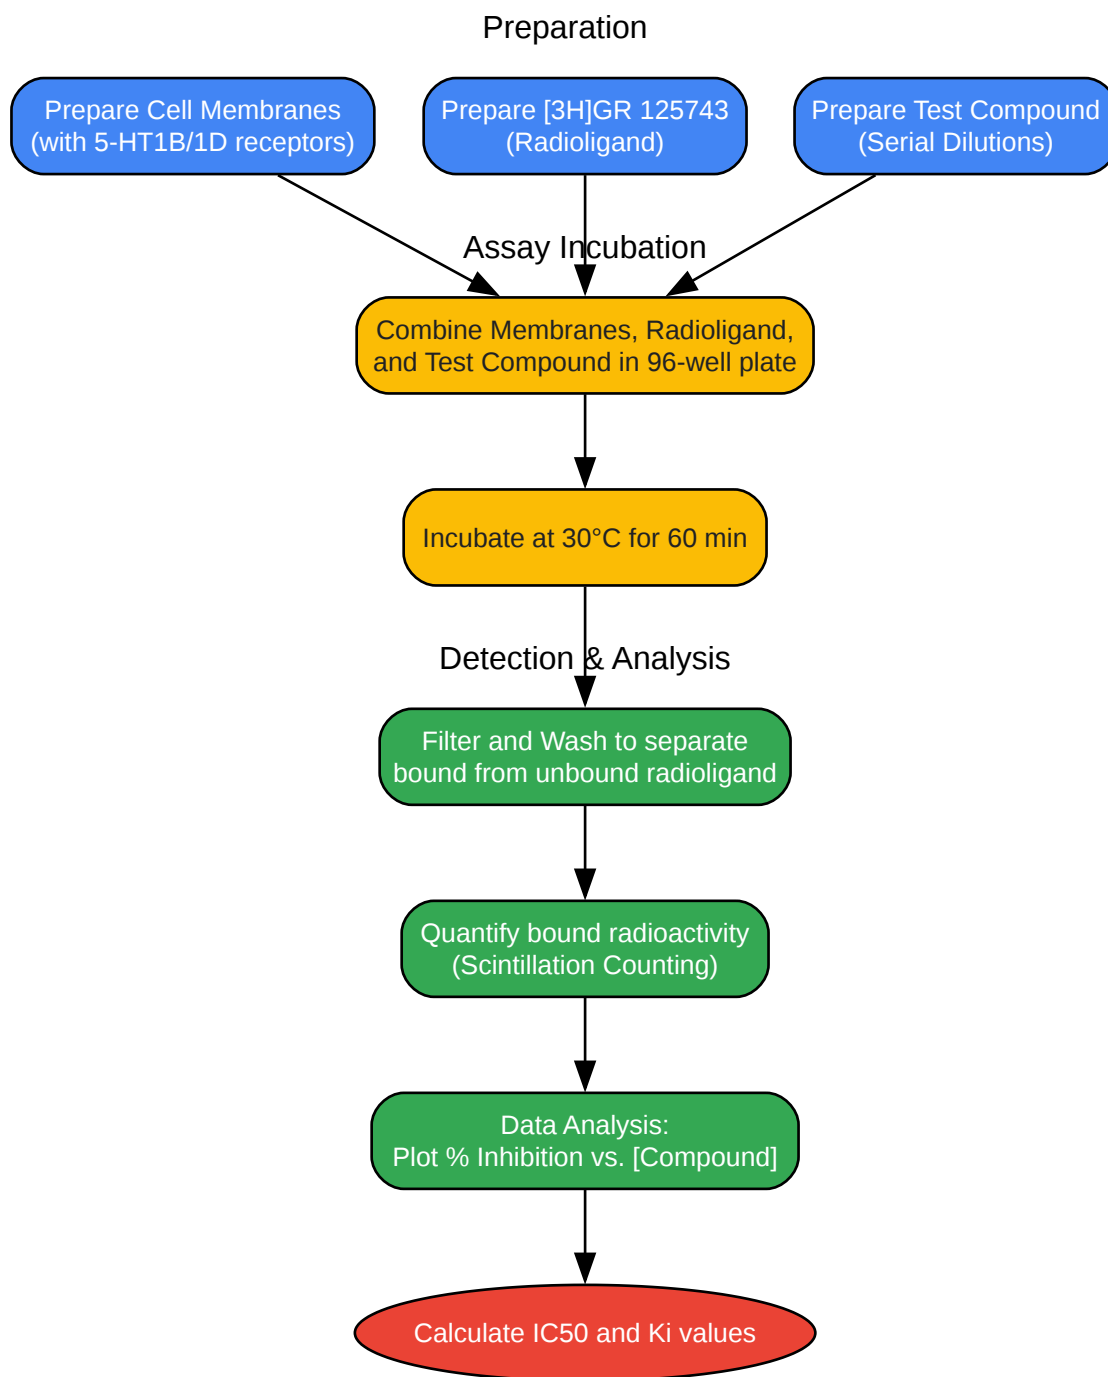 Preparation
Prepare Cell Membranes
(with 5-HT1B/1D receptors)
Prepare [3H]GR 125743
(Radioligand)
Prepare Test Compound
(Serial Dilutions)
Assay Incubation
Combine Membranes, Radioligand,
and Test Compound in 96-well plate
Incubate at 30°C for 60 min
Detection & Analysis
Filter and Wash to separate
bound from unbound radioligand
Quantify bound radioactivity
(Scintillation Counting)
Data Analysis:
Plot % Inhibition vs. [Compound]
Calculate IC50 and Ki values